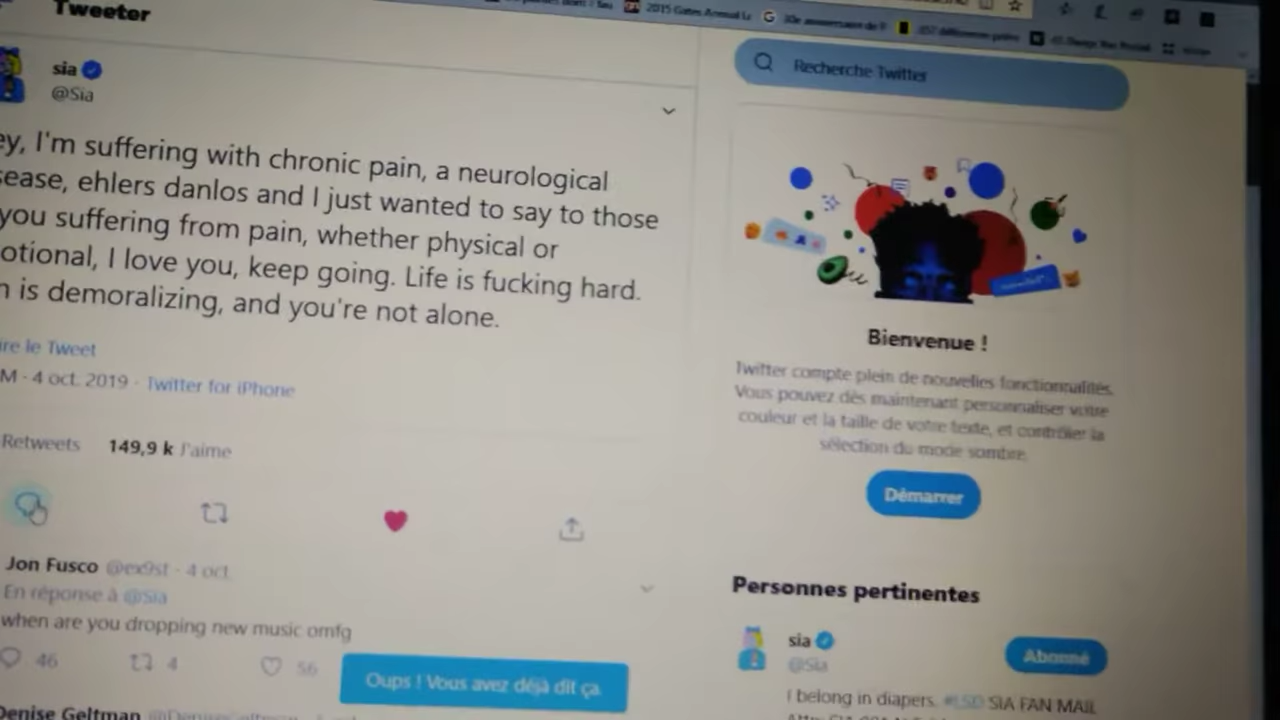 Tweeter
2015 Gates Annual Le
Recherche Twitter
sia
@Sia
ey, I'm suffering with chronic pain, a neurological
sease, ehlers danlos and I just wanted to say to those
you suffering from pain, whether physical or
otional, I love you, keep going. Life is fucking hard.
n is demoralizing, and you're not alone.
ire le Tweet
M · 4 oct. 2019 · Twitter for iPhone
Retweets 149,9 k J'aime
Jon Fusco @ex9st · 4 oct.
En réponse à @Sia
when are you dropping new music omfg
46 4 56
Oups ! Vous avez déjà dit ça.
Denise Geltman
Bienvenue !
Twitter compte plein de nouvelles fonctionnalités.
Vous pouvez dès maintenant personnaliser votre
couleur et la taille de votre texte, et contrôler la
sélection du mode sombre.
Démarrer
Personnes pertinentes
sia
@Sia
Abonné
I belong in diapers. #LSD SIA FAN MAIL